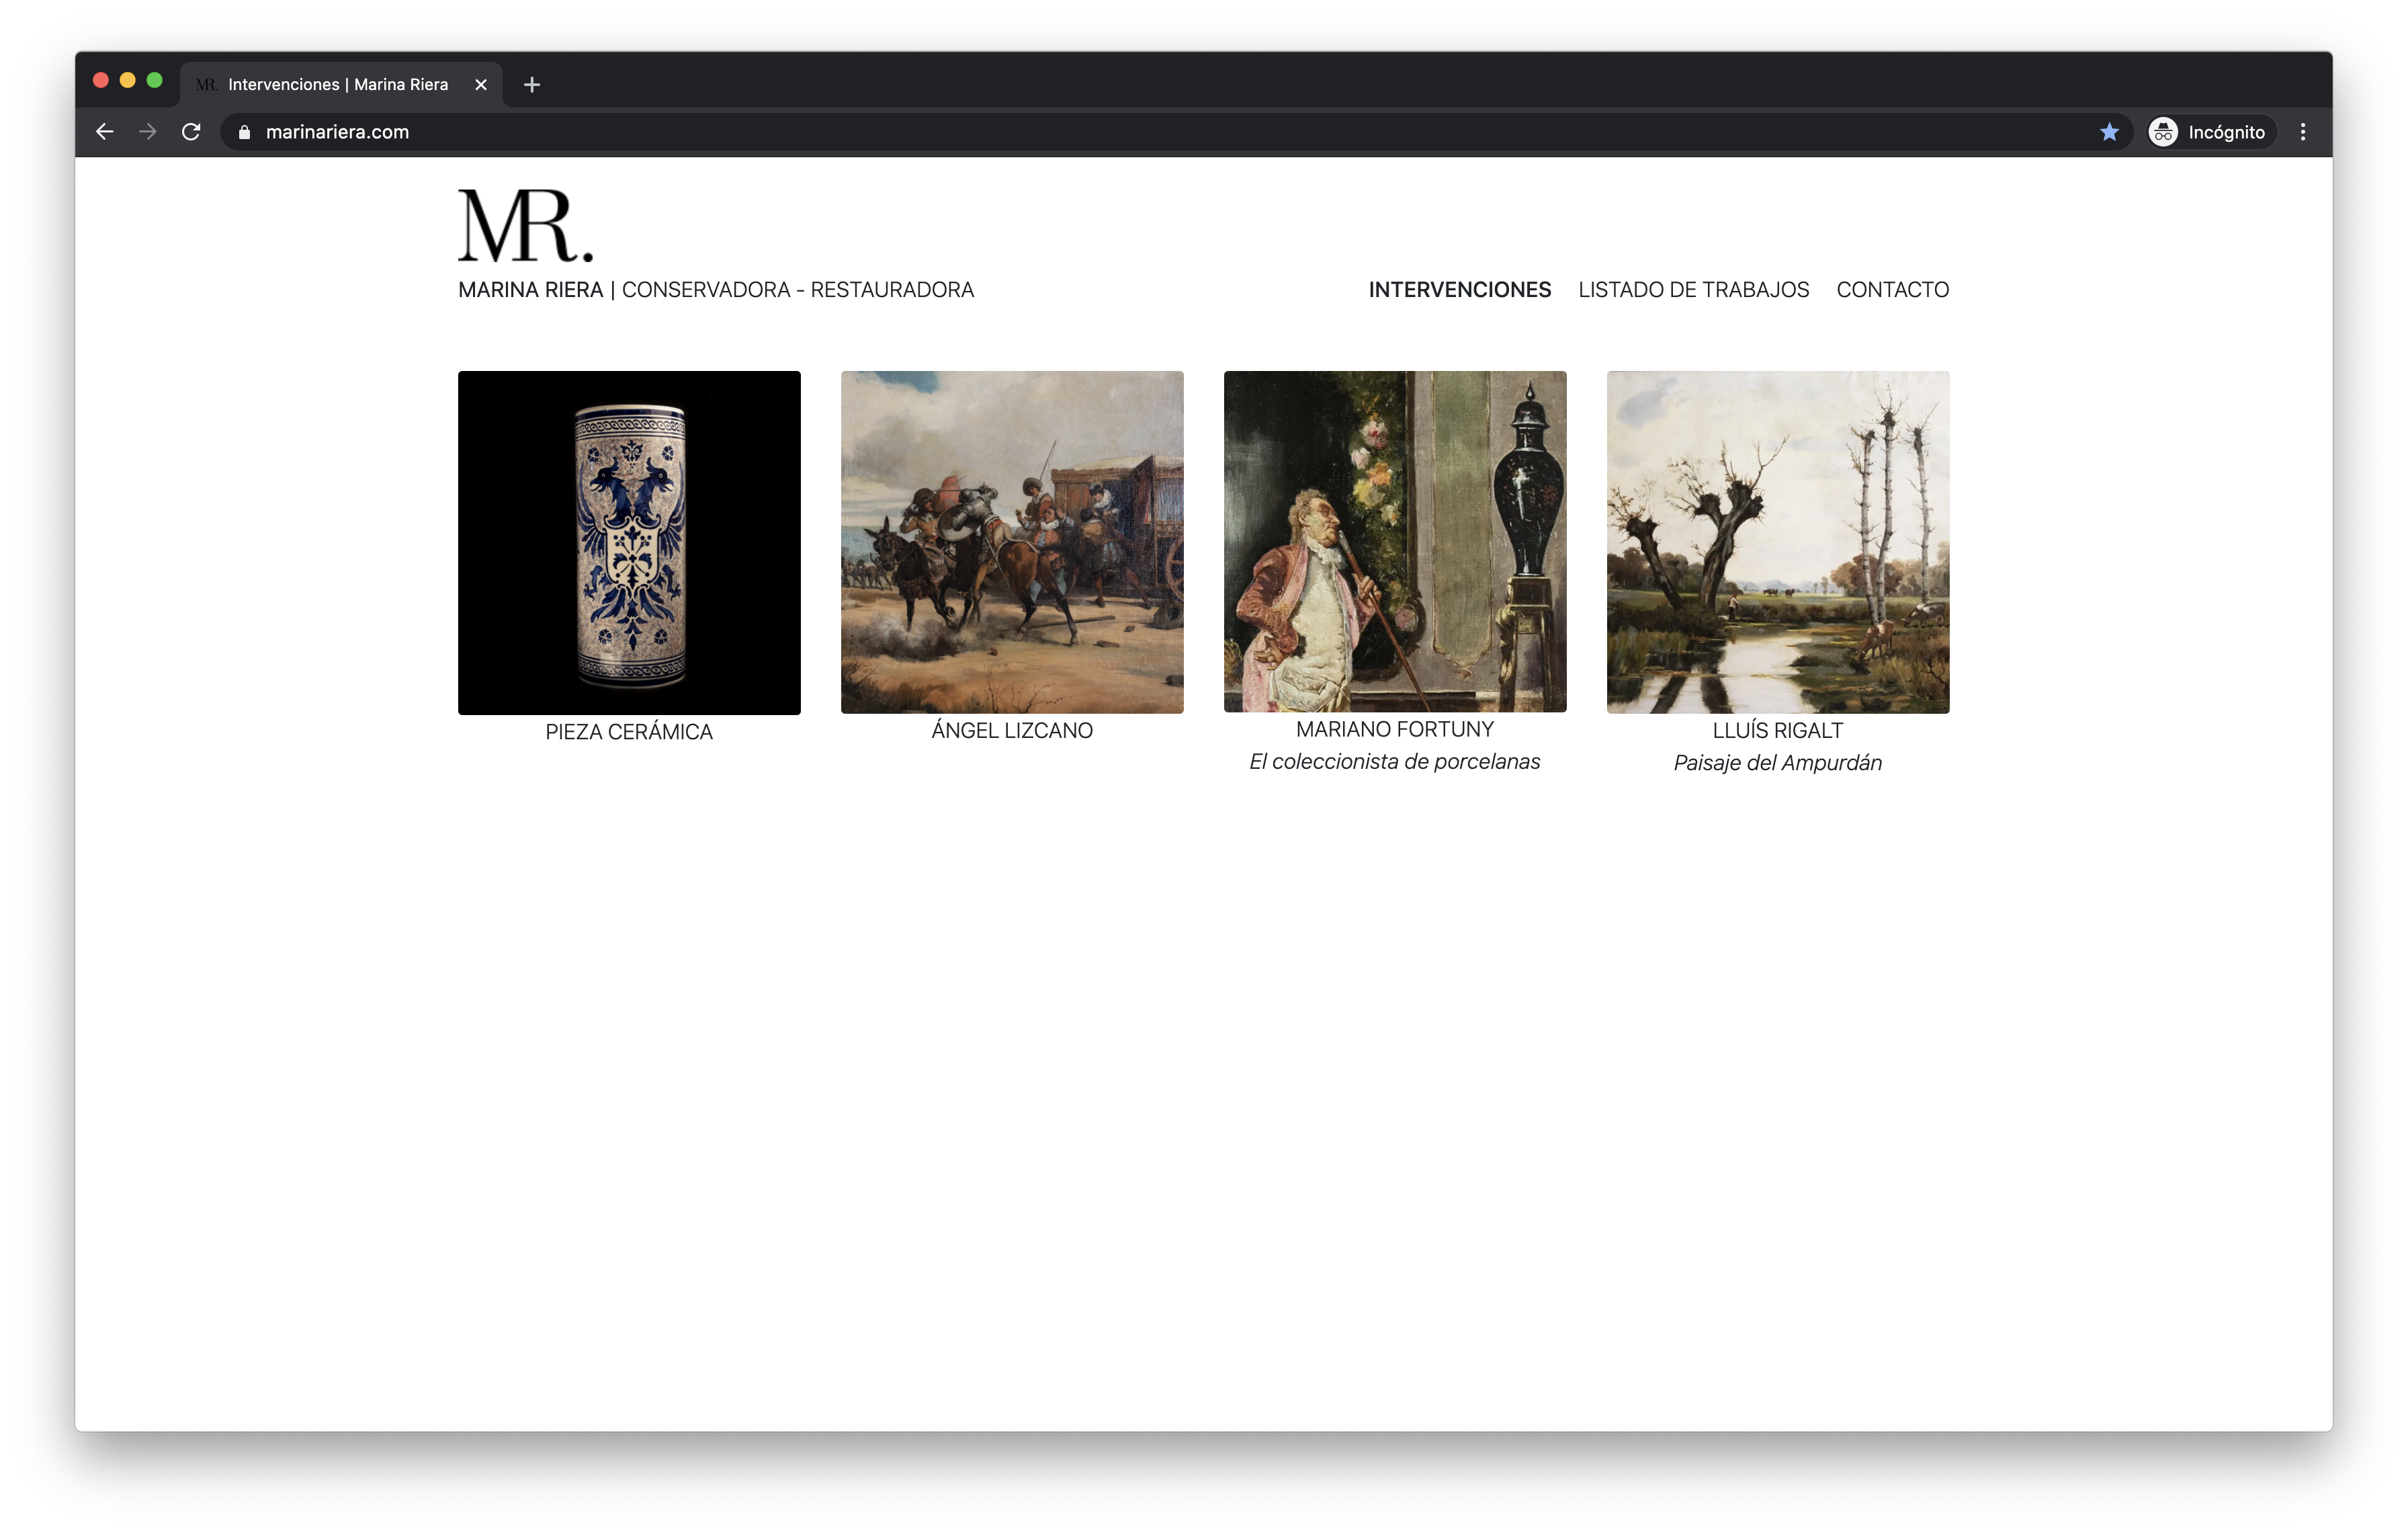 MR. Intervenciones | Marina Riera
marinariera.com
Incógnito
MR.
MARINA RIERA | CONSERVADORA - RESTAURADORA
INTERVENCIONES LISTADO DE TRABAJOS CONTACTO
PIEZA CERÁMICA
ÁNGEL LIZCANO
MARIANO FORTUNY
El coleccionista de porcelanas
LLUÍS RIGALT
Paisaje del Ampurdán